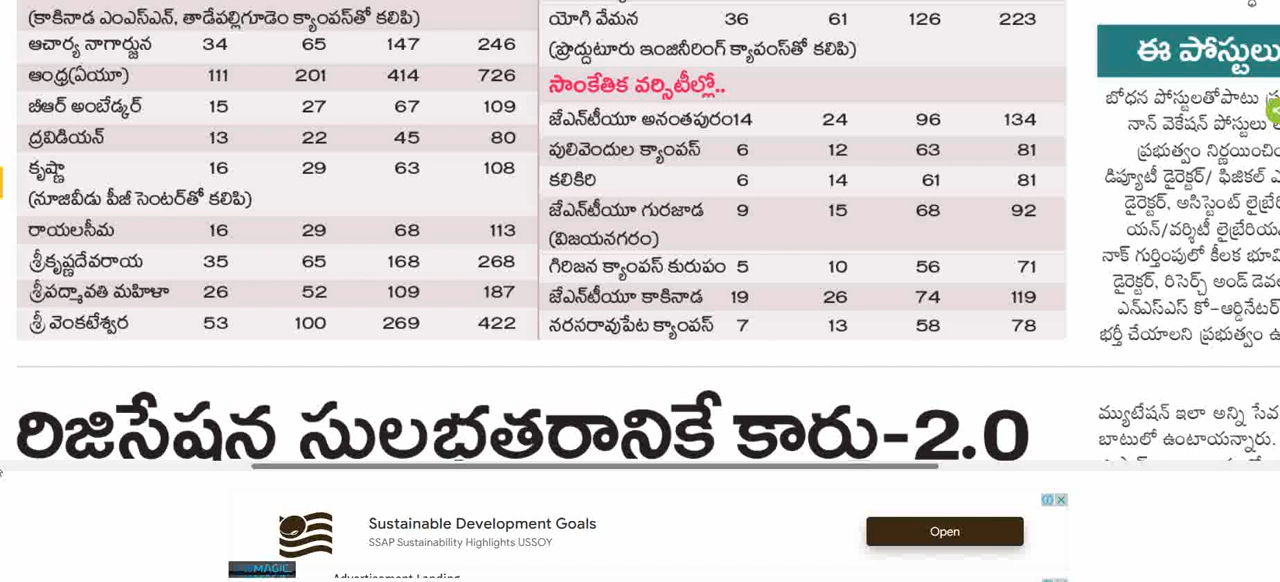 (కాకినాడ ఎంఎస్ఎన్, తాడేపల్లిగూడెం క్యాంపస్‌తో కలిపి)
ఆచార్య నాగార్జున 34 65 147 246
ఆంధ్ర(ఏయూ) 111 201 414 726
బీఆర్ అంబేడ్కర్ 15 27 67 109
ద్రవిడియన్ 13 22 45 80
కృష్ణా 16 29 63 108
(నూజివీడు పీజీ సెంటర్‌తో కలిపి)
రాయలసీమ 16 29 68 113
శ్రీకృష్ణదేవరాయ 35 65 168 268
శ్రీపద్మావతి మహిళా 26 52 109 187
శ్రీ వెంకటేశ్వర 53 100 269 422
యోగి వేమన 36 61 126 223
(ప్రొద్దుటూరు ఇంజినీరింగ్ క్యాపంస్‌తో కలిపి)
సాంకేతిక వర్సిటీల్లో..
జేఎన్‌టీయూ అనంతపురం14 24 96 134
పులివెందుల క్యాంపస్ 6 12 63 81
కలికిరి 6 14 61 81
జేఎన్‌టీయూ గురజాడ 9 15 68 92
(విజయనగరం)
గిరిజన క్యాంపస్ కురుపం 5 10 56 71
జేఎన్‌టీయూ కాకినాడ 19 26 74 119
నరసరావుపేట క్యాంపస్ 7 13 58 78
ఈ పోస్టులు
బోధన పోస్టులతోపాటు
నాన్ వెకేషన్ పోస్టులు
ప్రభుత్వం నిర్ణయించిం
డిప్యూటీ డైరెక్టర్/ ఫిజికల్
డైరెక్టర్, అసిస్టెంట్ లైబ్రేరి
యన్/వర్శిటీ లైబ్రేరియ
నాక్ గుర్తింపులో కీలక భూమి
డైరెక్టర్, రీసెర్చ్ అండ్ డెవ
ఎన్ఎస్ఎస్ కో-ఆర్డినేటర్
భర్తీ చేయాలని ప్రభుత్వం
రిజిసేషన సులభతరానికే కారు-2.0
మ్యుటేషన్ ఇలా అన్ని సేవ
బాటులో ఉంటాయన్నారు.
Sustainable Development Goals
SSAP Sustainability Highlights USSOY
Open
MAGIC